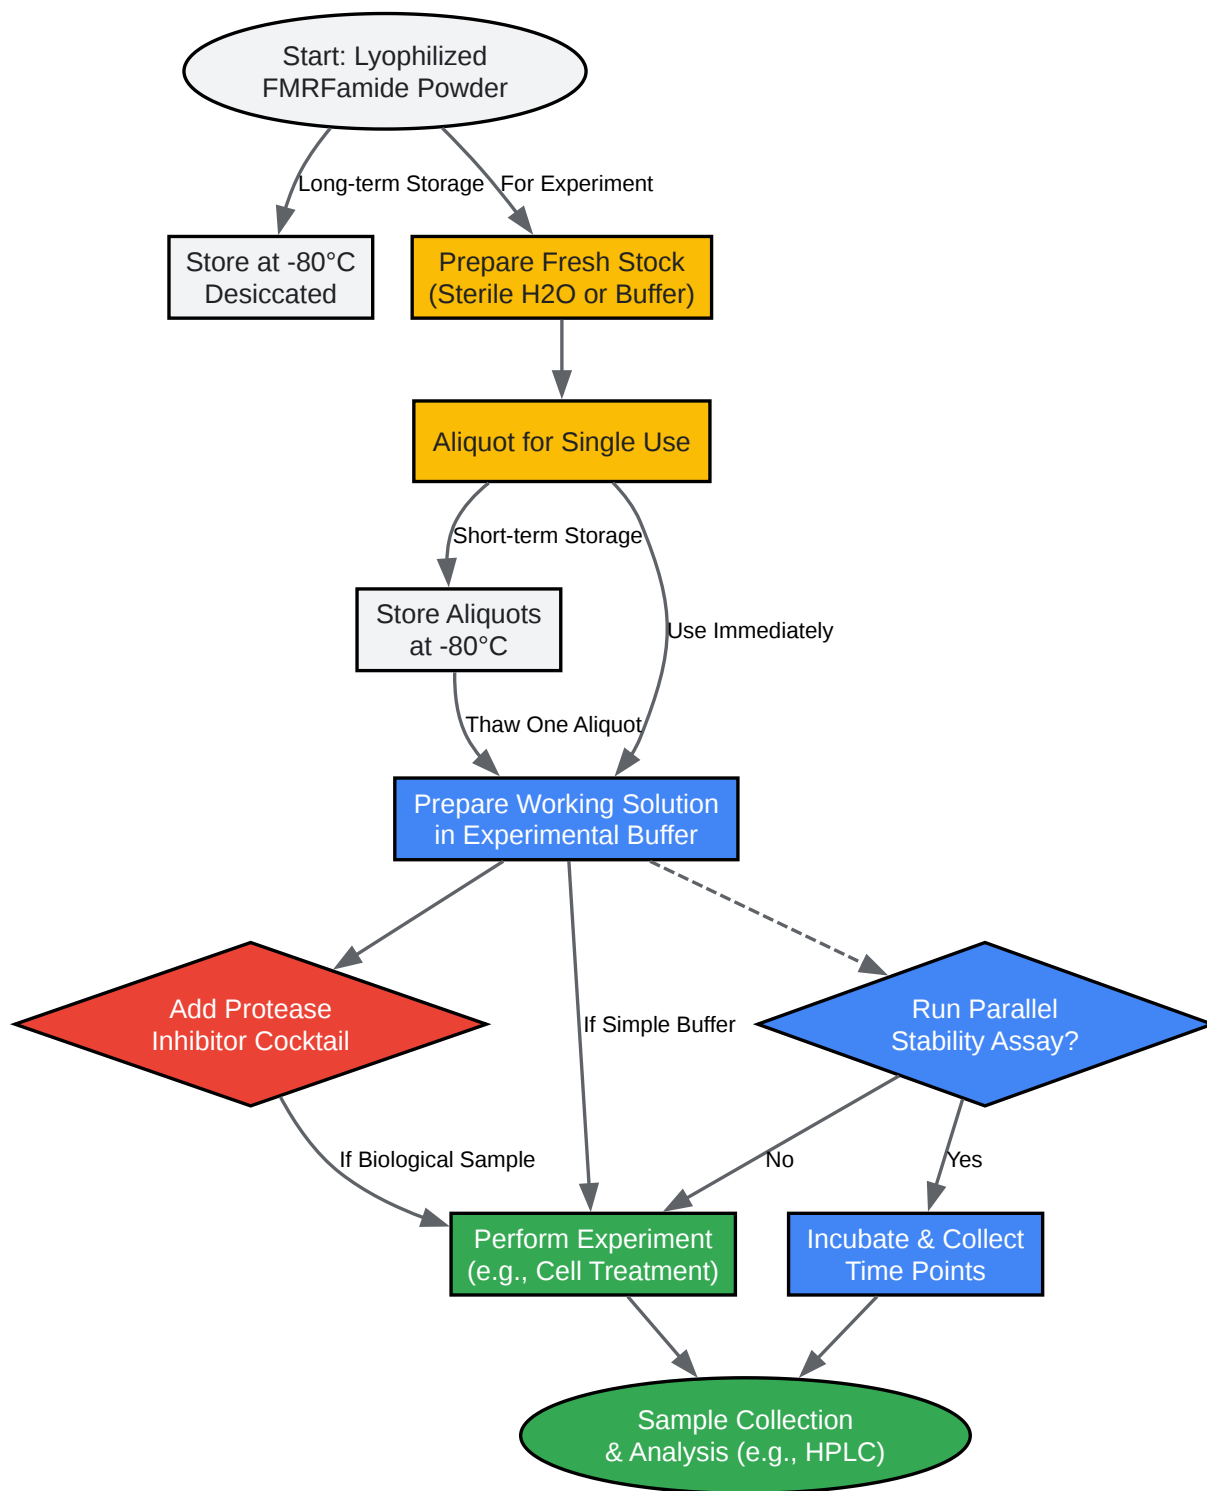 Start: Lyophilized
FMRFamide Powder
Long-term Storage
For Experiment
Store at -80°C
Desiccated
Prepare Fresh Stock
(Sterile H2O or Buffer)
Aliquot for Single Use
Short-term Storage
Store Aliquots
at -80°C
Use Immediately
Thaw One Aliquot
Prepare Working Solution
in Experimental Buffer
Add Protease
Inhibitor Cocktail
If Simple Buffer
Run Parallel
Stability Assay?
If Biological Sample
No
Yes
Perform Experiment
(e.g., Cell Treatment)
Incubate & Collect
Time Points
Sample Collection
& Analysis (e.g., HPLC)